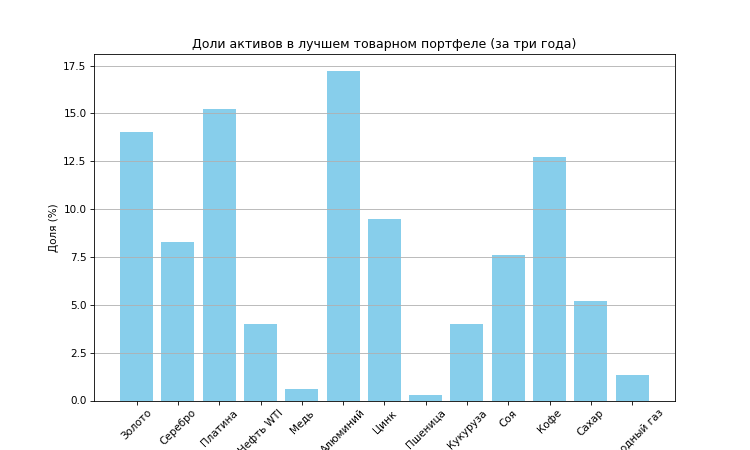 Доли активов в лучшем товарном портфеле (за три года)
Доля (%)
17.5
15.0
12.5
10.0
7.5
5.0
2.5
0.0
Золото
Серебро
Платина
Нефть WTI
Медь
Алюминий
Цинк
Пшеница
Кукуруза
Соя
Кофе
Сахар
одный газ